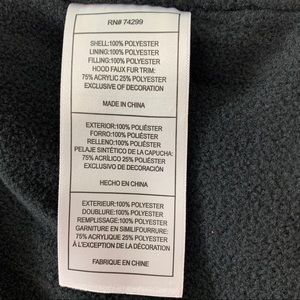 RN# 74299
SHELL:100% POLYESTER
LINING:100% POLYESTER
FILLING:100% POLYESTER
HOOD FAUX FUR TRIM:
75% ACRYLIC 25% POLYESTER
EXCLUSIVE OF DECORATION
MADE IN CHINA
EXTERIOR:100% POLIÉSTER
FORRO:100% POLIÉSTER
RELLENO:100% POLIÉSTER
PELAJE SINTÉTICO DE LA CAPUCHA:
75% ACRÍLICO 25% POLIÉSTER
EXCLUSIVO DE DECORACIÓN
HECHO EN CHINA
EXTERIEUR:100% POLYESTER
DOUBLURE:100% POLYESTER
REMPLISSAGE:100% POLYESTER
GARNITURE EN SIMILIFOURRURE:
75% ACRYLIQUE 25% POLYESTER
À L'EXCEPTION DE LA DÉCORATION
FABRIQUE EN CHINE